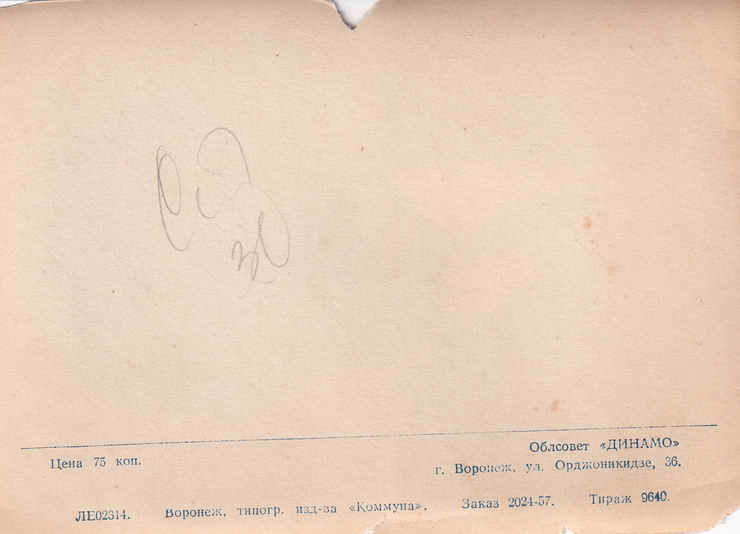 Облсовет «ДИНАМО»
Цена 75 коп.
г. Воронеж, ул. Орджоникидзе, 36.
ЛЕ02314. Воронеж, типогр. изд-ва «Коммуна». Заказ 2024-57. Тираж 9640.